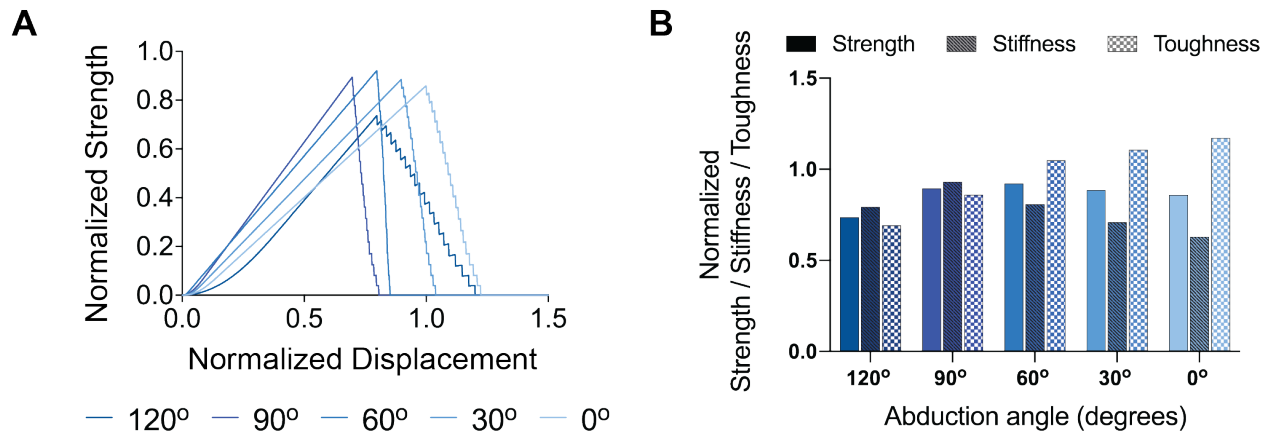 A
Normalized Strength
1.0
0.8
0.6
0.4
0.2
0.0
0.0 0.5 1.0 1.5
Normalized Displacement
120º 90º 60º 30º 0º
B
Strength Stiffness Toughness
Normalized
Strength / Stiffness / Toughness
1.5
1.0
0.5
0.0
120º 90º 60º 30º 0º
Abduction angle (degrees)